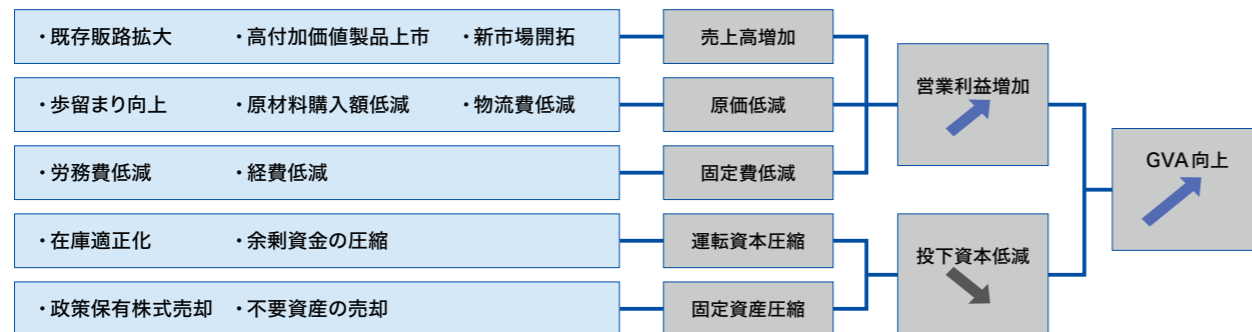 ・既存販路拡大 ・高付加価値製品上市 ・新市場開拓 売上高増加
・歩留まり向上 ・原材料購入額低減 ・物流費低減 原価低減
営業利益増加
・労務費低減 ・経費低減 固定費低減
GVA向上
・在庫適正化 ・余剰資金の圧縮 運転資本圧縮
投下資本低減
・政策保有株式売却 ・不要資産の売却 固定資産圧縮